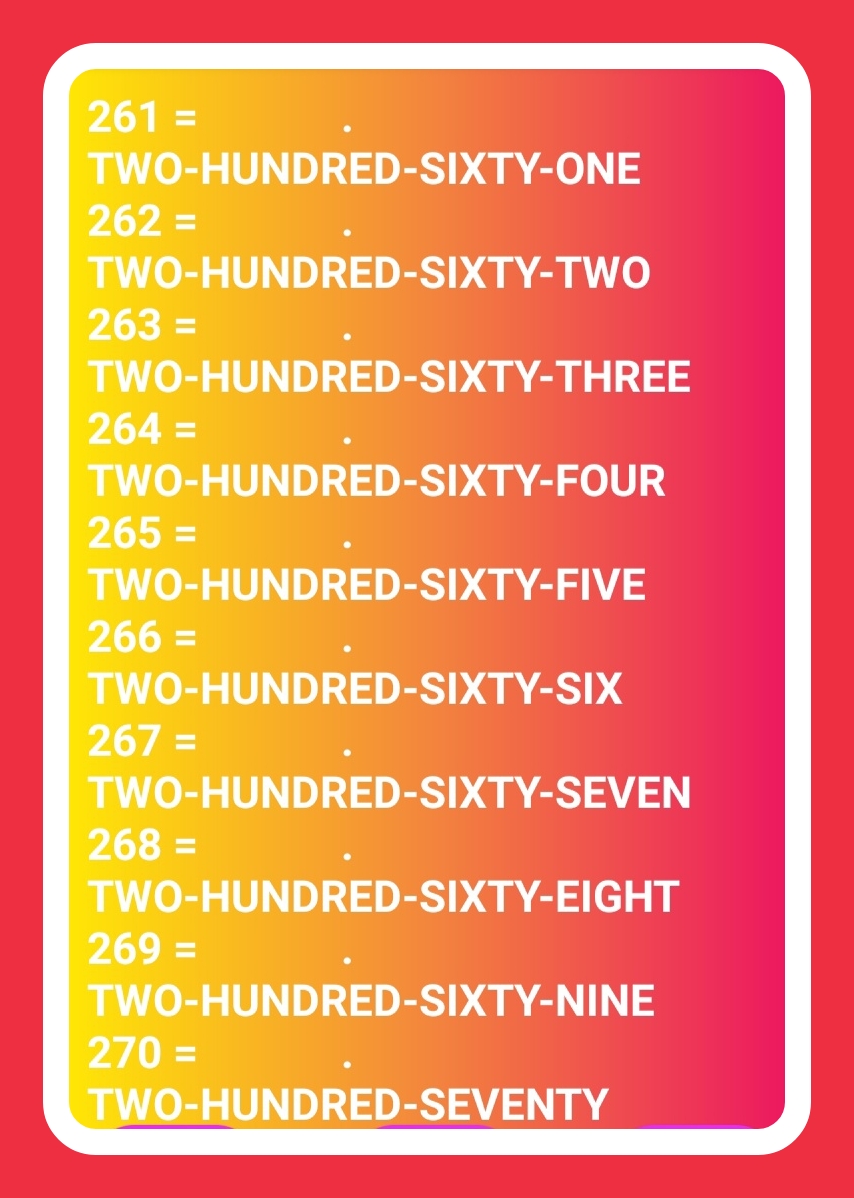 261 = .
TWO-HUNDRED-SIXTY-ONE
262 = .
TWO-HUNDRED-SIXTY-TWO
263 = .
TWO-HUNDRED-SIXTY-THREE
264 = .
TWO-HUNDRED-SIXTY-FOUR
265 = .
TWO-HUNDRED-SIXTY-FIVE
266 = .
TWO-HUNDRED-SIXTY-SIX
267 = .
TWO-HUNDRED-SIXTY-SEVEN
268 = .
TWO-HUNDRED-SIXTY-EIGHT
269 = .
TWO-HUNDRED-SIXTY-NINE
270 = .
TWO-HUNDRED-SEVENTY